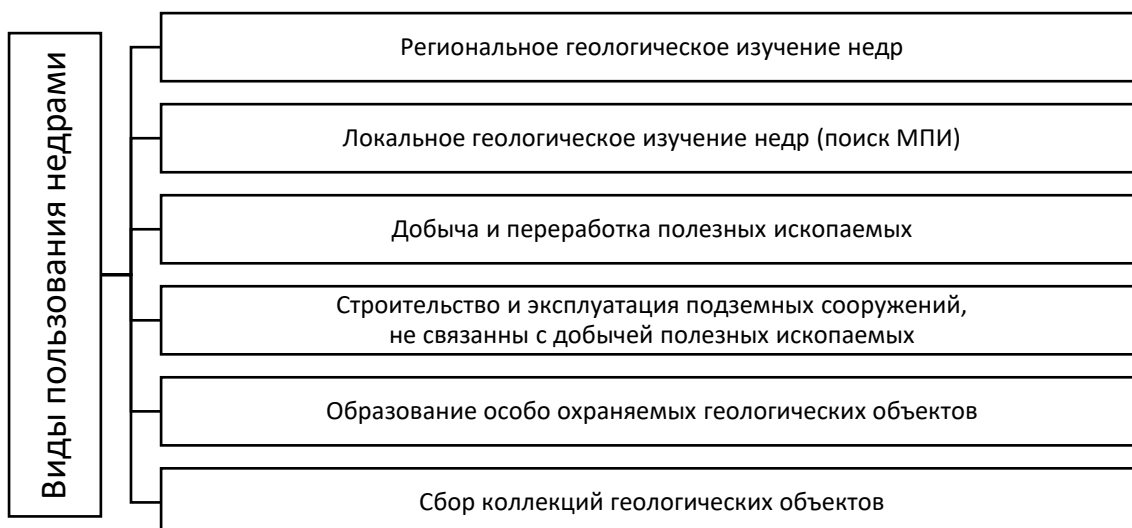 Виды пользования недрами
Региональное геологическое изучение недр
Локальное геологическое изучение недр (поиск МПИ)
Добыча и переработка полезных ископаемых
Строительство и эксплуатация подземных сооружений,
не связанны с добычей полезных ископаемых
Образование особо охраняемых геологических объектов
Сбор коллекций геологических объектов